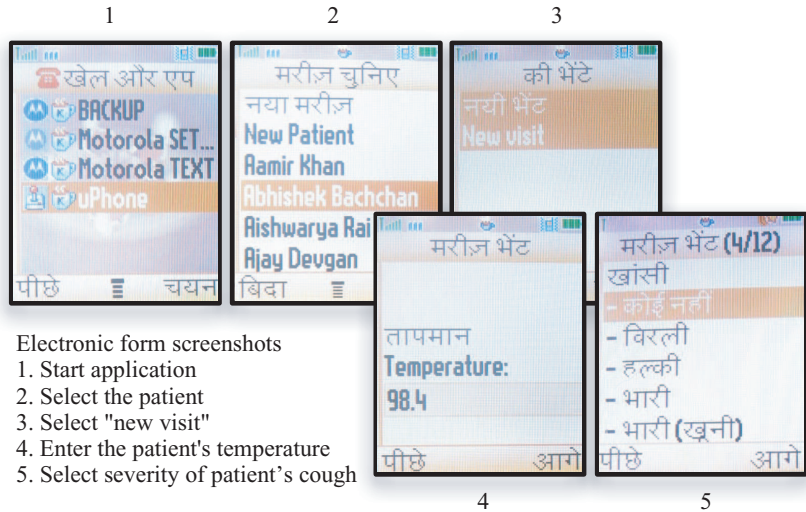 1
2
3
खेल और एप
BACKUP
Motorola SET...
Motorola TEXT
uPhone
पीछे
चयन
मरीज़ चुनिए
नया मरीज़
New Patient
Aamir Khan
Abhishek Bachchan
Aishwarya Rai
Ajay Devgan
बिदा
की भेंटे
नयी भेंट
New visit
मरीज़ भेंट
तापमान
Temperature:
98.4
पीछे
आगे
मरीज़ भेंट (4/12)
खांसी
- कोई नही
- विरली
- हल्की
- भारी
- भारी (खूनी)
पीछे
आगे
Electronic form screenshots
1. Start application
2. Select the patient
3. Select "new visit"
4. Enter the patient's temperature
5. Select severity of patient's cough
4
5